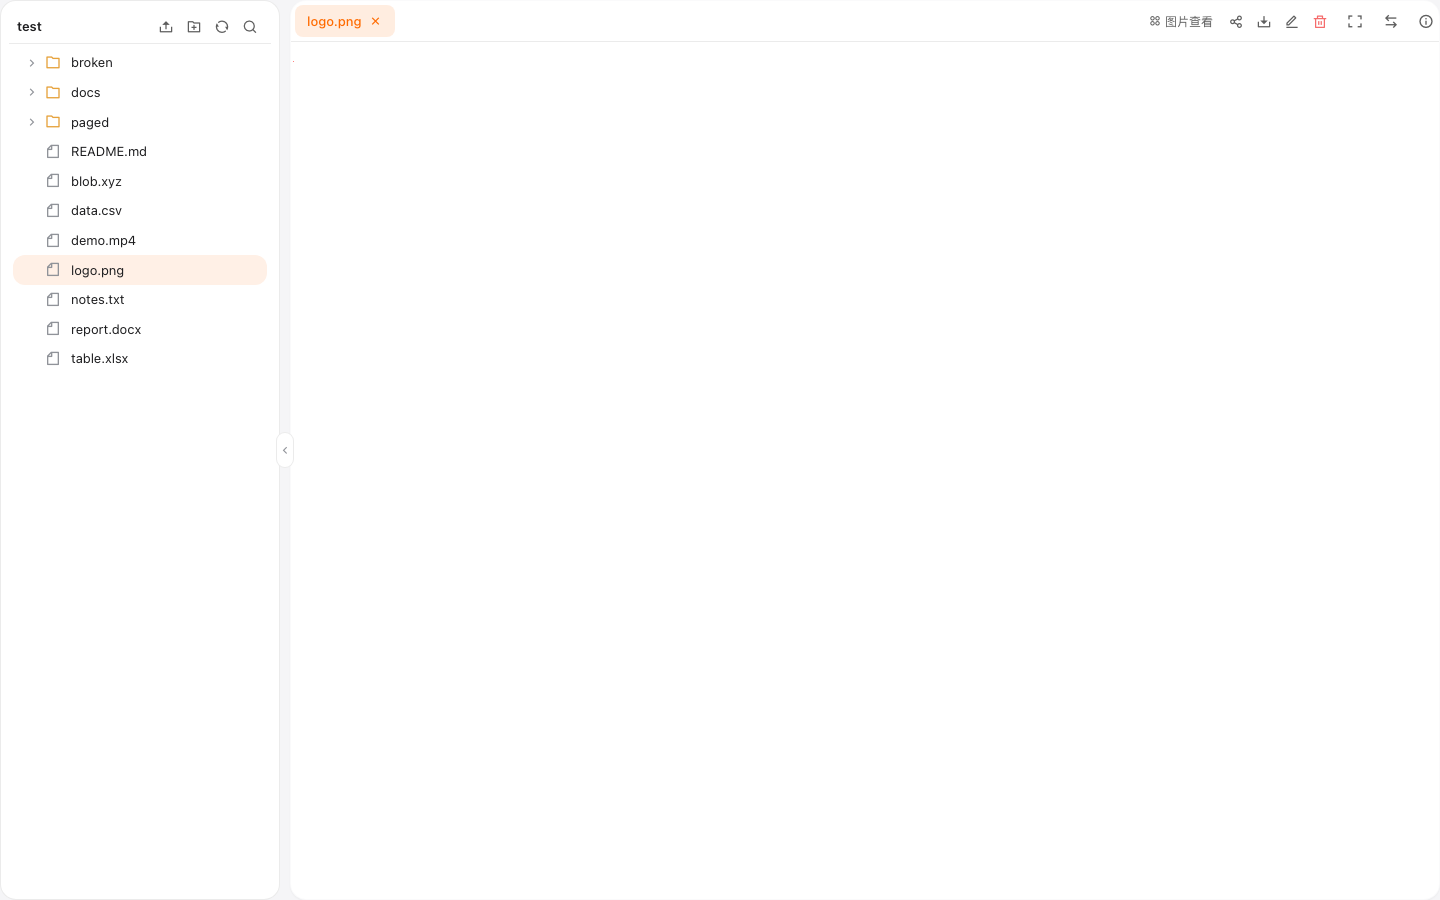 test
broken
docs
paged
README.md
blob.xyz
data.csv
demo.mp4
logo.png
notes.txt
report.docx
table.xlsx
logo.png
图片查看